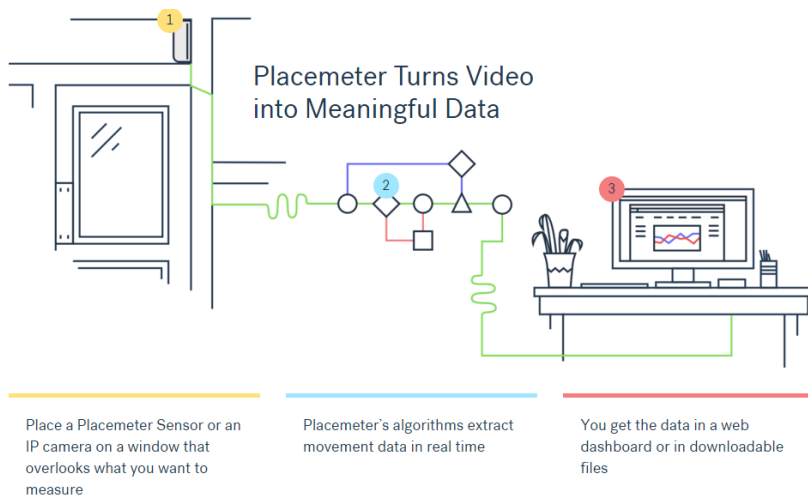 1
Placemeter Turns Video
into Meaningful Data
2
3
Place a Placemeter Sensor or an
IP camera on a window that
overlooks what you want to
measure
Placemeter's algorithms extract
movement data in real time
You get the data in a web
dashboard or in downloadable
files